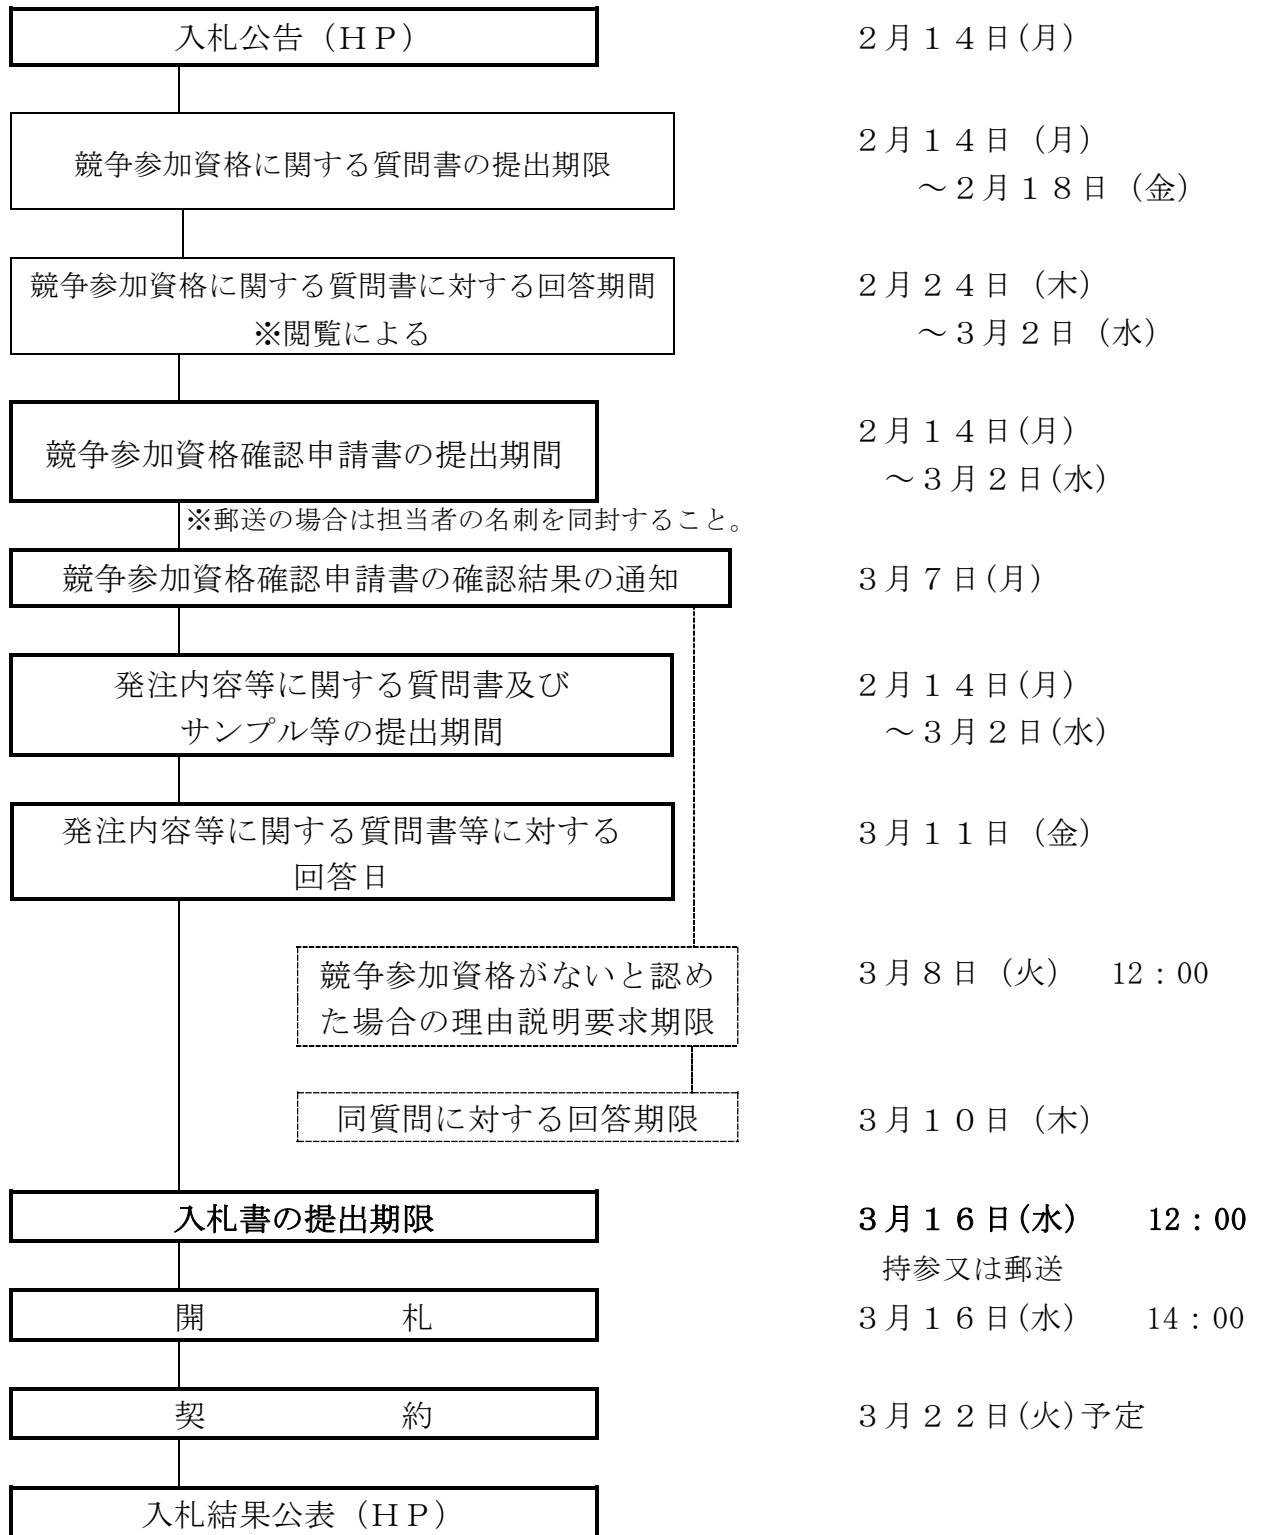 入札公告（ＨＰ）
２月１４日(月)
競争参加資格に関する質問書の提出期限
２月１４日（月）
～２月１８日（金）
競争参加資格に関する質問書に対する回答期間
※閲覧による
２月２４日（木）
～３月２日（水）
競争参加資格確認申請書の提出期間
２月１４日(月)
～３月２日(水)
※郵送の場合は担当者の名刺を同封すること。
競争参加資格確認申請書の確認結果の通知
３月７日(月)
発注内容等に関する質問書及び
サンプル等の提出期間
２月１４日(月)
～３月２日(水)
発注内容等に関する質問書等に対する
回答日
３月１１日（金）
競争参加資格がないと認め
た場合の理由説明要求期限
３月８日（火）　12：00
同質問に対する回答期限
３月１０日（木）
入札書の提出期限
３月１６日(水)　　12：00
持参又は郵送
開　　　　　　札
３月１６日(水)　　14：00
契　　　　　　約
３月２２日(火)予定
入札結果公表（ＨＰ）